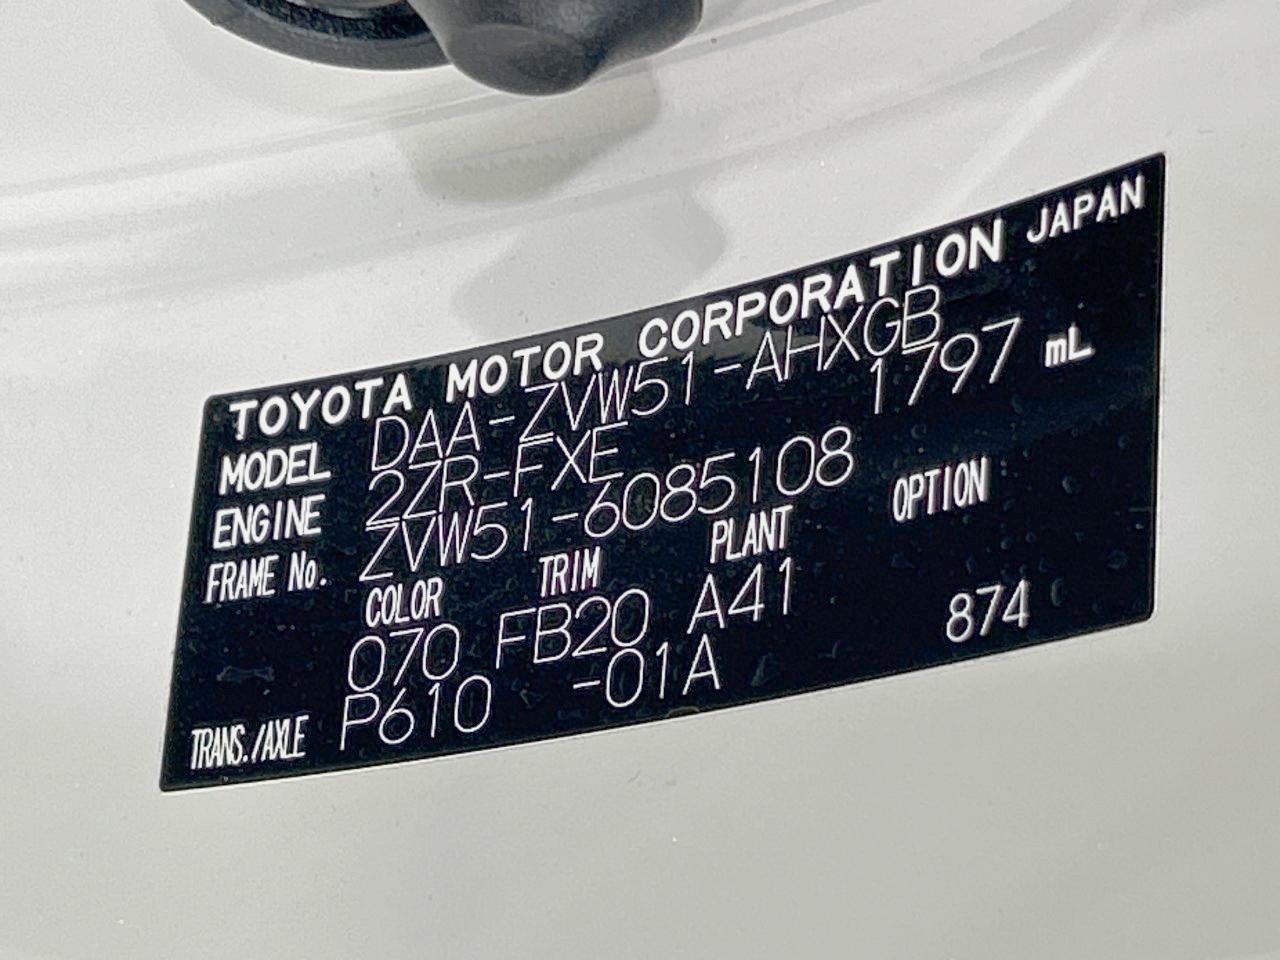 TOYOTA MOTOR CORPORATION JAPAN
MODEL DAA-ZVW51-AHXGB
ENGINE 2ZR-FXE 1797 mL
FRAME No. ZVW51-6085108
COLOR TRIM PLANT OPTION
070 FB20 A41
TRANS./AXLE P610 -01A 874